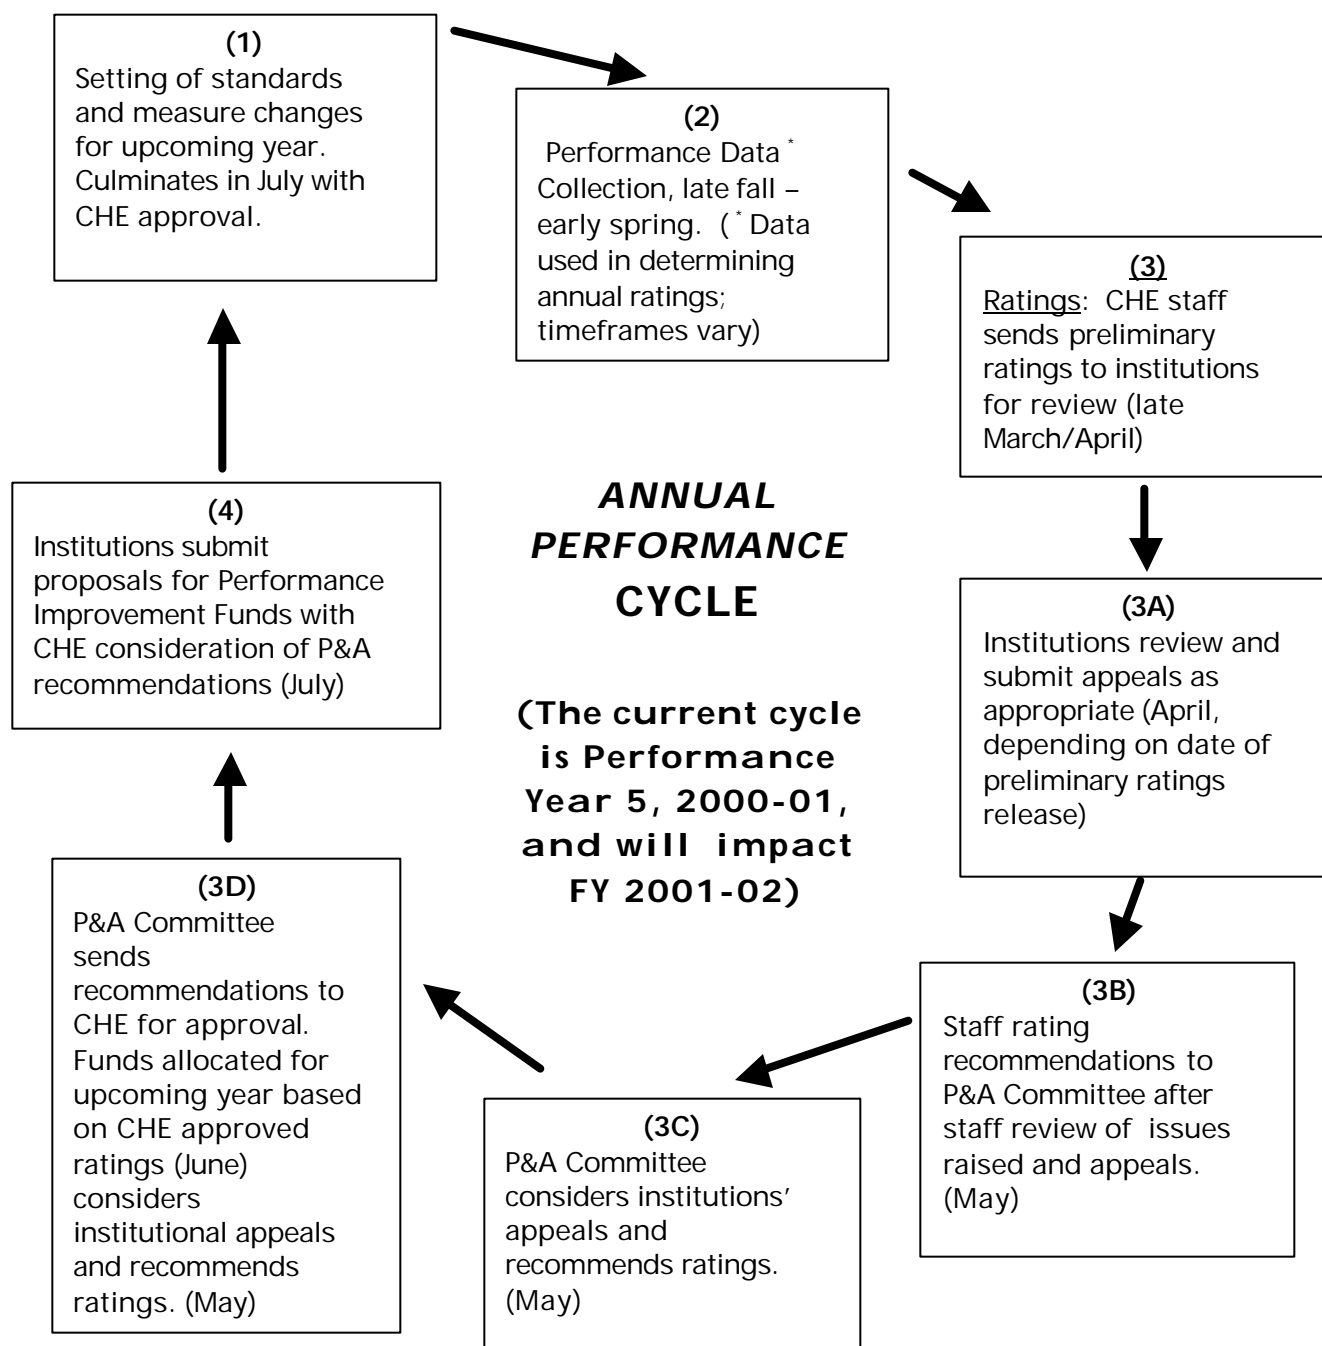 (1)
Setting of standards
and measure changes
for upcoming year.
Culminates in July with
CHE approval.
(2)
Performance Data *
Collection, late fall –
early spring. ( * Data
used in determining
annual ratings;
timeframes vary)
(3)
Ratings: CHE staff
sends preliminary
ratings to institutions
for review (late
March/April)
(3A)
Institutions review and
submit appeals as
appropriate (April,
depending on date of
preliminary ratings
release)
(3B)
Staff rating
recommendations to
P&A Committee after
staff review of issues
raised and appeals.
(May)
(3C)
P&A Committee
considers institutions’
appeals and
recommends ratings.
(May)
(3D)
P&A Committee
sends
recommendations to
CHE for approval.
Funds allocated for
upcoming year based
on CHE approved
ratings (June)
considers
institutional appeals
and recommends
ratings. (May)
(4)
Institutions submit
proposals for Performance
Improvement Funds with
CHE consideration of P&A
recommendations (July)
ANNUAL
PERFORMANCE
CYCLE
(The current cycle
is Performance
Year 5, 2000-01,
and will impact
FY 2001-02)